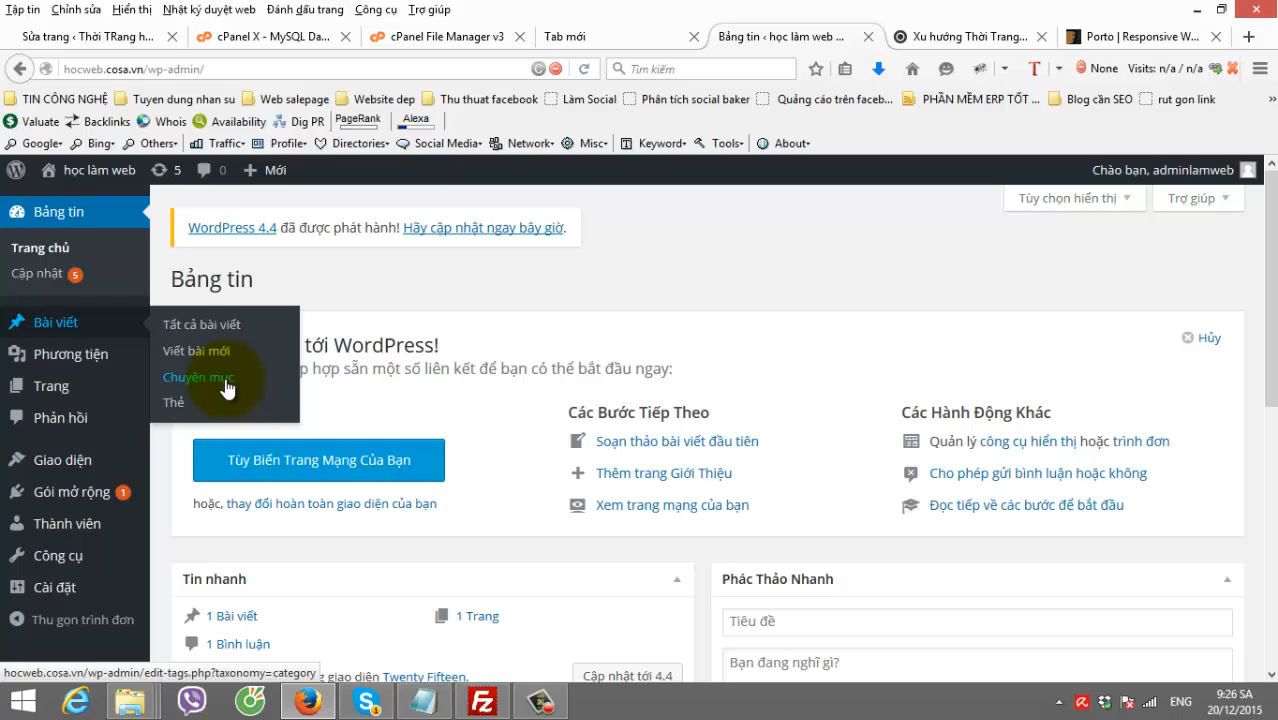 Tập tin Chỉnh sửa Hiển thị Nhật ký duyệt web Đánh dấu trang Công cụ Trợ giúp
Sửa trang ‹ Thời TRang h... cPanel X - MySQL Da... cPanel File Manager v3 Tab mới Bảng tin ‹ học làm web ... Xu hướng Thời Trang... Porto | Responsive W...
hocweb.cosa.vn/wp-admin/ Tìm kiếm None Visits: n/a / n/a
TIN CÔNG NGHỆ Tuyen dung nhan su Web salepage Website dep Thu thuat facebook Làm Social Phân tích social baker Quảng cáo trên faceb... PHẦN MỀM ERP TỐT ... Blog cần SEO rut gon link
Valuate Backlinks Whois Availability Dig PR PageRank Alexa
Google Bing Others Traffic Profile Directories Social Media Network Misc Keyword Tools About
học làm web 5 0 Mới Chào bạn, adminlamweb
Tùy chọn hiển thị Trợ giúp
Bảng tin
Trang chủ
Cập nhật 5
Bài viết
Phương tiện
Trang
Phản hồi
Giao diện
Gói mở rộng 1
Thành viên
Công cụ
Cài đặt
Thu gọn trình đơn
Tất cả bài viết
Viết bài mới
Chuyên mục
Thẻ
WordPress 4.4 đã được phát hành! Hãy cập nhật ngay bây giờ.
Bảng tin
tới WordPress!
p hợp sẵn một số liên kết để bạn có thể bắt đầu ngay:
Hủy
Tùy Biến Trang Mạng Của Bạn
hoặc, thay đổi hoàn toàn giao diện của bạn
Các Bước Tiếp Theo
Soạn thảo bài viết đầu tiên
Thêm trang Giới Thiệu
Xem trang mạng của bạn
Các Hành Động Khác
Quản lý công cụ hiển thị hoặc trình đơn
Cho phép gửi bình luận hoặc không
Đọc tiếp về các bước để bắt đầu
Tin nhanh
1 Bài viết 1 Trang
1 Bình luận
g giao diện Twenty Fifteen. Cập nhật tới 4.4
Phác Thảo Nhanh
Tiêu đề
Bạn đang nghĩ gì?
hocweb.cosa.vn/wp-admin/edit-tags.php?taxonomy=category
ENG 9:26 SA
20/12/2015